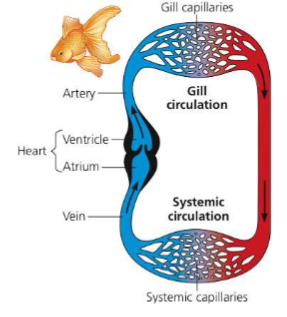 Gill capillaries
Artery
Gill
circulation
Heart
Ventricle
Atrium
Vein
Systemic
circulation
Systemic capillaries